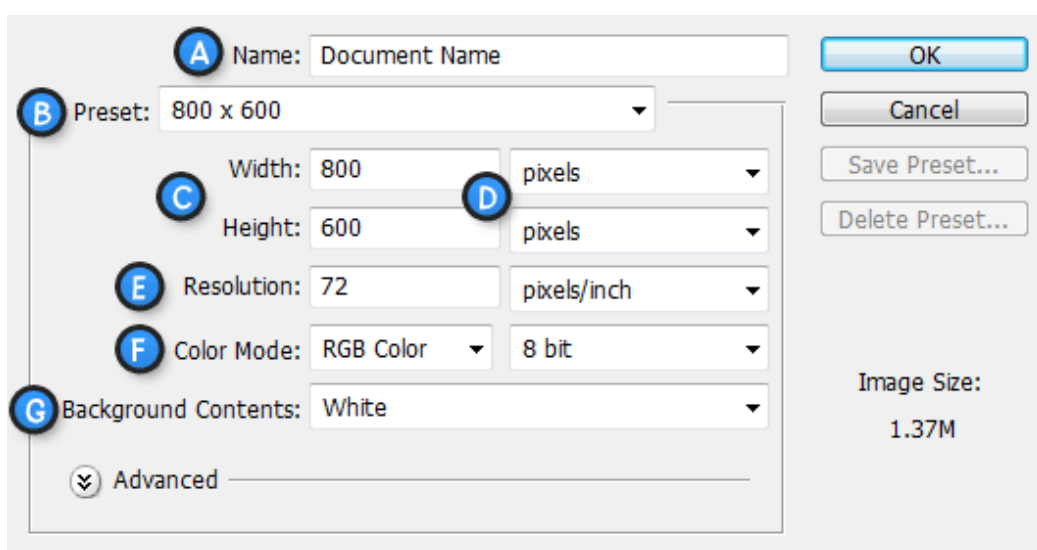 A Name: Document Name OK
B Preset: 800 x 600 Cancel
Width: 800 pixels Save Preset...
C D
Height: 600 pixels Delete Preset...
E Resolution: 72 pixels/inch
F Color Mode: RGB Color 8 bit
Image Size:
G Background Contents: White
1.37M
Advanced